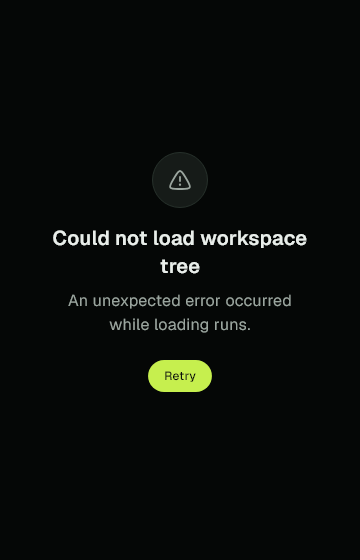 Could not load workspace
tree
An unexpected error occurred
while loading runs.
Retry